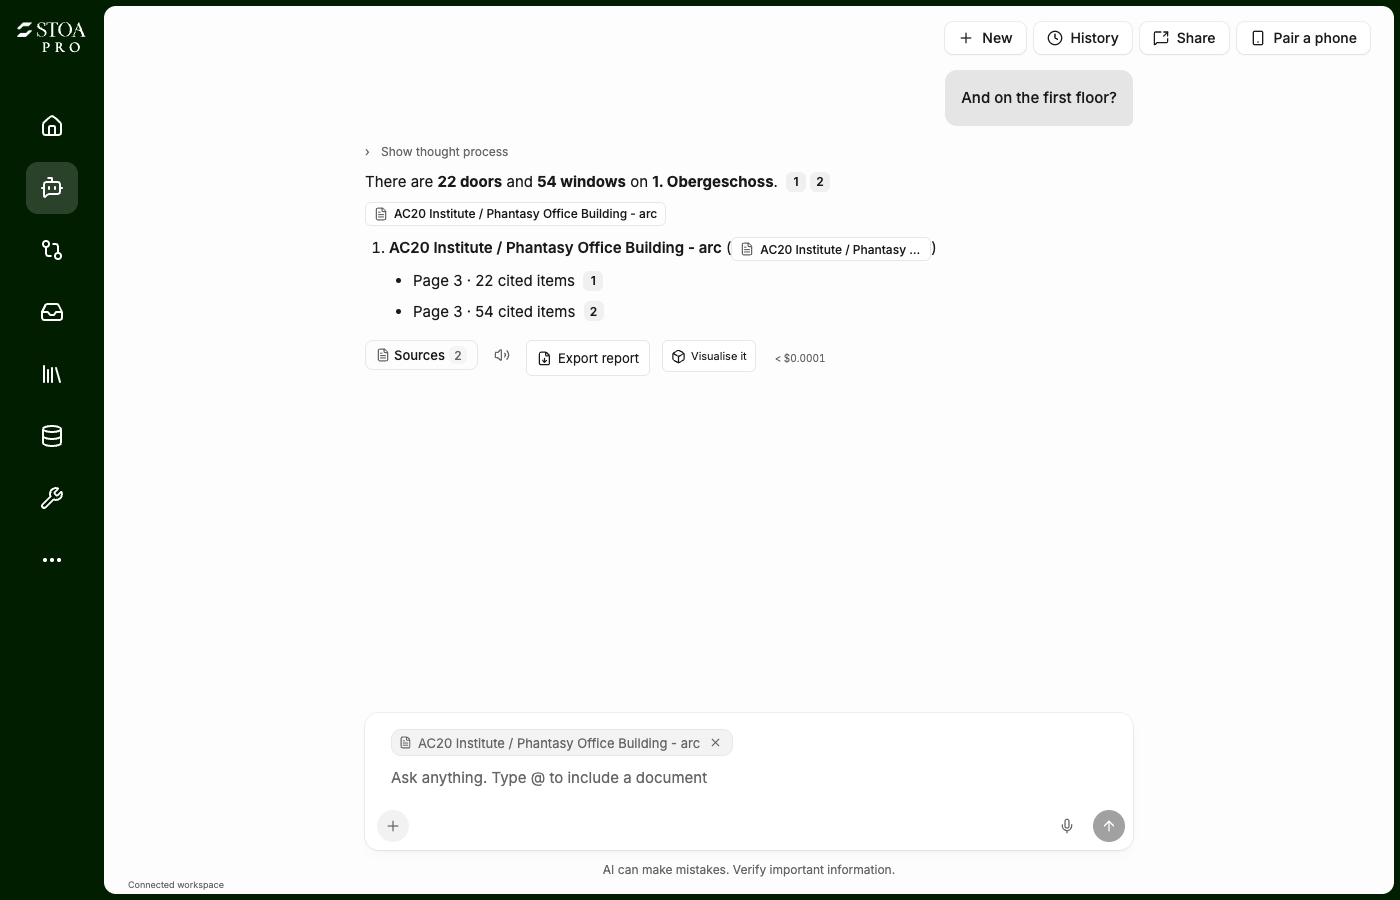 STOA
PRO
New
History
Share
Pair a phone
And on the first floor?
Show thought process
There are 22 doors and 54 windows on 1. Obergeschoss. 1 2
AC20 Institute / Phantasy Office Building - arc
1. AC20 Institute / Phantasy Office Building - arc (AC20 Institute / Phantasy ...)
• Page 3 · 22 cited items 1
• Page 3 · 54 cited items 2
Sources 2
Export report
Visualise it
< $0.0001
AC20 Institute / Phantasy Office Building - arc
Ask anything. Type @ to include a document
AI can make mistakes. Verify important information.
Connected workspace